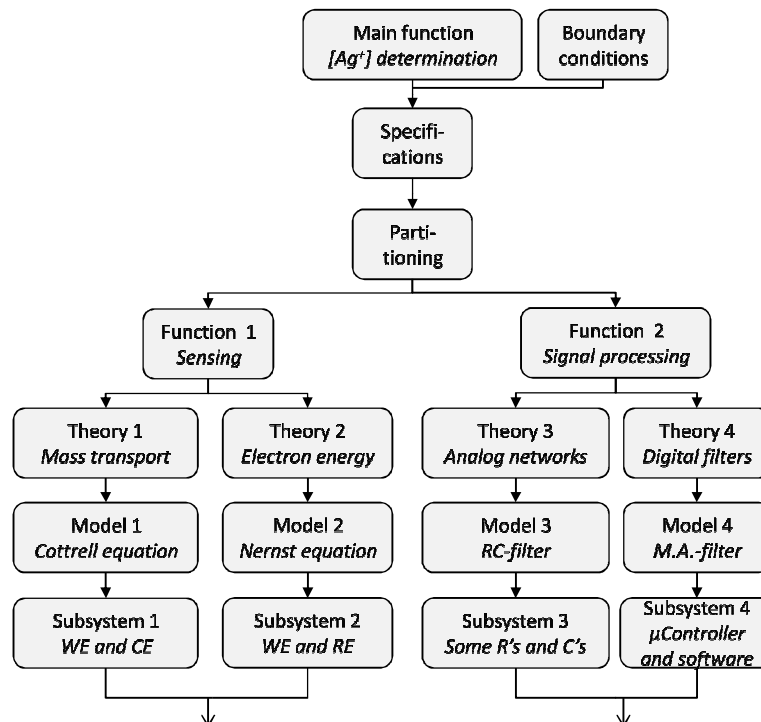 Main function
[Ag⁺] determination
Boundary
conditions
Specifi-
cations
Parti-
tioning
Function 1
Sensing
Function 2
Signal processing
Theory 1
Mass transport
Theory 2
Electron energy
Theory 3
Analog networks
Theory 4
Digital filters
Model 1
Cottrell equation
Model 2
Nernst equation
Model 3
RC-filter
Model 4
M.A.-filter
Subsystem 1
WE and CE
Subsystem 2
WE and RE
Subsystem 3
Some R's and C's
Subsystem 4
µController
and software